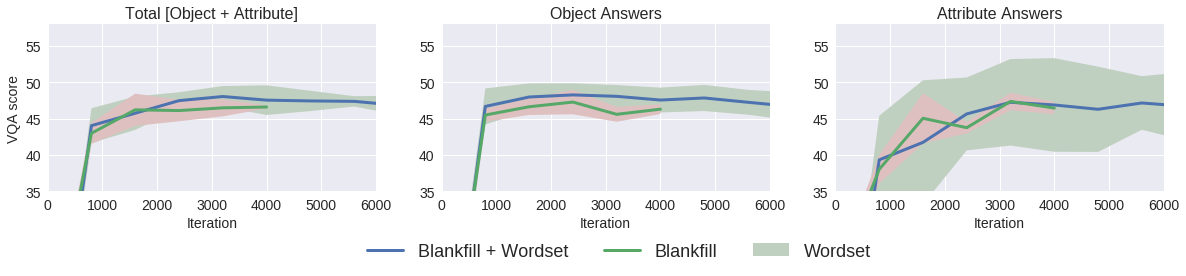 Total [Object + Attribute]
Object Answers
Attribute Answers
VQA score
55
50
45
40
35
0 1000 2000 3000 4000 5000 6000
Iteration
55
50
45
40
35
0 1000 2000 3000 4000 5000 6000
Iteration
55
50
45
40
35
0 1000 2000 3000 4000 5000 6000
Iteration
Blankfill + Wordset Blankfill Wordset